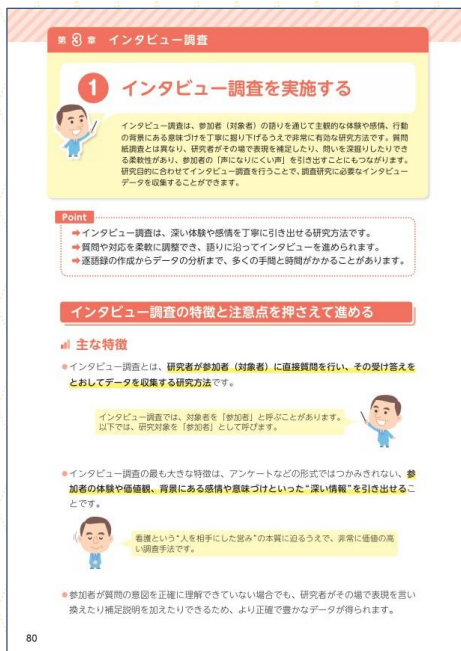 第3章 インタビュー調査
1 インタビュー調査を実施する
インタビュー調査は、参加者（対象者）の語りを通じて主観的な体験や感情、行動
の背景にある意味づけを丁寧に掘り下げるうえで非常に有効な研究方法です。質問
紙調査とは異なり、研究者がその場で表現を補足したり、問いを深掘りしたりでき
る柔軟性があり、参加者の「声になりにくい声」を引き出すことにもつながります。
研究目的に合わせてインタビュー調査を行うことで、調査研究に必要なインタビュー
データを収集することができます。
Point
➡インタビュー調査は、深い体験や感情を丁寧に引き出せる研究方法です。
➡質問や対応を柔軟に調整でき、語りに沿ってインタビューを進められます。
➡逐語録の作成からデータの分析まで、多くの手間と時間がかかることがあります。
インタビュー調査の特徴と注意点を押さえて進める
主な特徴
●インタビュー調査とは、研究者が参加者（対象者）に直接質問を行い、その受け答えを
とおしてデータを収集する研究方法です。
インタビュー調査では、対象者を「参加者」と呼ぶことがあります。
以下では、研究対象を「参加者」として呼びます。
●インタビュー調査の最も大きな特徴は、アンケートなどの形式ではつかみきれない、参
加者の体験や価値観、背景にある感情や意味づけといった“深い情報”を引き出せるこ
とです。
看護という“人を相手にした営み”の本質に迫るうえで、非常に価値の高
い調査手法です。
●参加者が質問の意図を正確に理解できていない場合でも、研究者がその場で表現を言い
換えたり補足説明を加えたりできるため、より正確で豊かなデータが得られます。
80